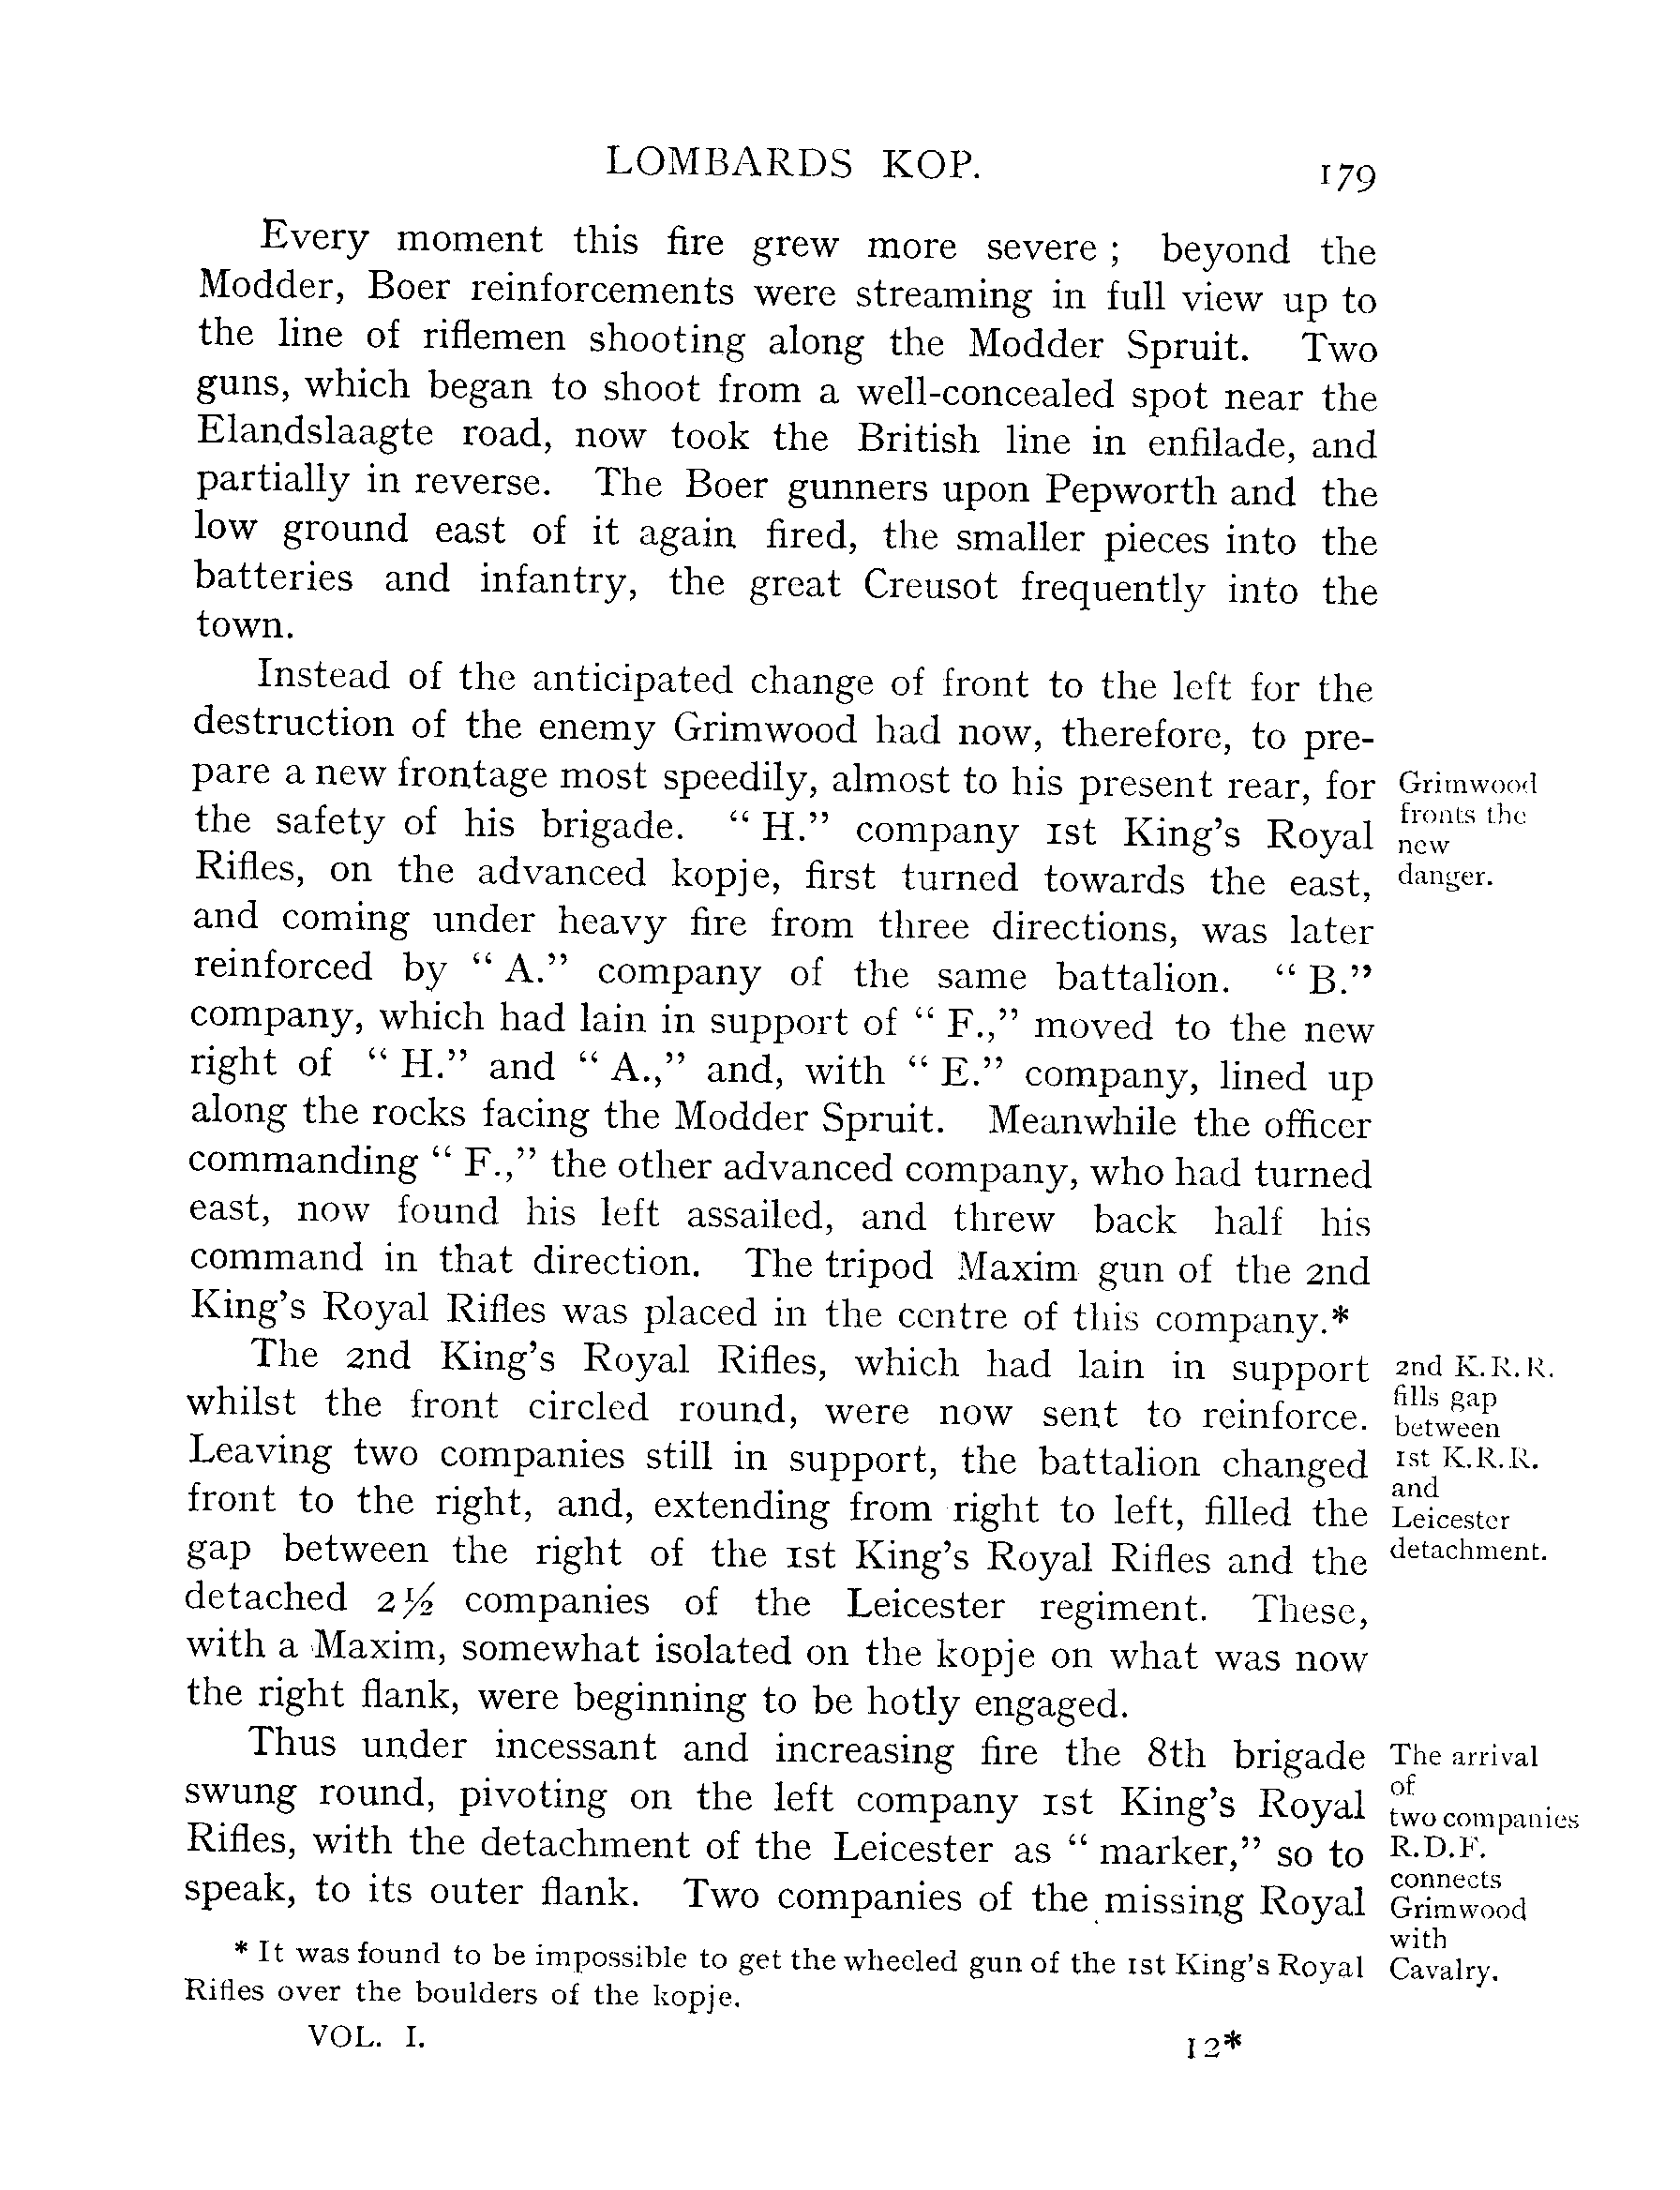 LOMBARDS KOP. 179
Every moment this fire grew more severe ; beyond the
Modder, Boer reinforcements were streaming in full view up to
the line of riflemen shooting along the Modder Spruit. Two
guns, which began to shoot from a well-concealed spot near the
Elandslaagte road, now took the British line in enfilade, and
partially in reverse. The Boer gunners upon Pepworth and the
low ground east of it again fired, the smaller pieces into the
batteries and infantry, the great Creusot frequently into the
town.
Instead of the anticipated change of front to the left for the
destruction of the enemy Grimwood had now, therefore, to pre-
pare a new frontage most speedily, almost to his present rear, for
the safety of his brigade. “ H.” company 1st King’s Royal
Rifles, on the advanced kopje, first turned towards the east,
and coming under heavy fire from three directions, was later
reinforced by “ A.” company of the same battalion. “ B.”
company, which had lain in support of “ F.,” moved to the new
right of “ H.” and “ A.,” and, with “ E.” company, lined up
along the rocks facing the Modder Spruit. Meanwhile the officer
commanding “ F.,” the other advanced company, who had turned
east, now found his left assailed, and threw back half his
command in that direction. The tripod Maxim gun of the 2nd
King’s Royal Rifles was placed in the centre of this company.*
Grimwood
fronts the
new
danger.
The 2nd King’s Royal Rifles, which had lain in support
whilst the front circled round, were now sent to reinforce.
Leaving two companies still in support, the battalion changed
front to the right, and, extending from right to left, filled the
gap between the right of the 1st King’s Royal Rifles and the
detached 2½ companies of the Leicester regiment. These,
with a Maxim, somewhat isolated on the kopje on what was now
the right flank, were beginning to be hotly engaged.
2nd K.R.R.
fills gap
between
1st K.R.R.
and
Leicester
detachment.
Thus under incessant and increasing fire the 8th brigade
swung round, pivoting on the left company 1st King’s Royal
Rifles, with the detachment of the Leicester as “ marker,” so to
speak, to its outer flank. Two companies of the missing Royal
The arrival
of
two companies
R.D.F.
connects
Grimwood
with
Cavalry.
* It was found to be impossible to get the wheeled gun of the 1st King’s Royal
Rifles over the boulders of the kopje.
VOL. I. 12*